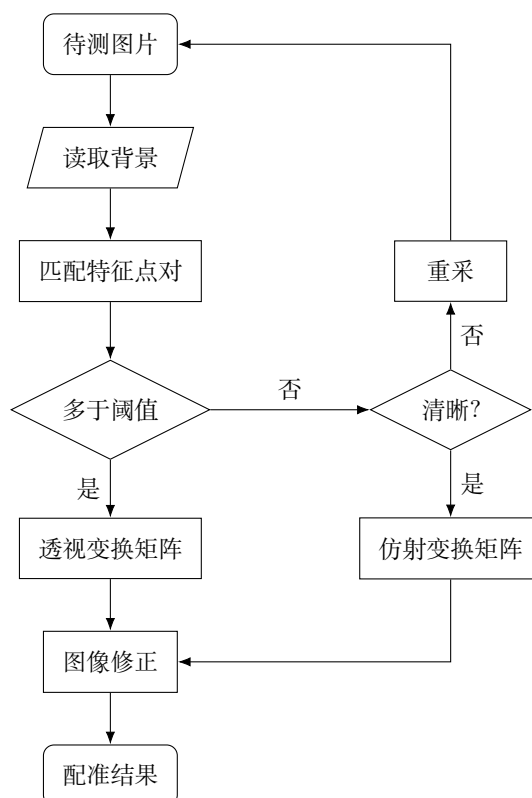 待测图片
读取背景
匹配特征点对
重采
否
多于阈值
否
清晰?
是
是
透视变换矩阵
仿射变换矩阵
图像修正
配准结果